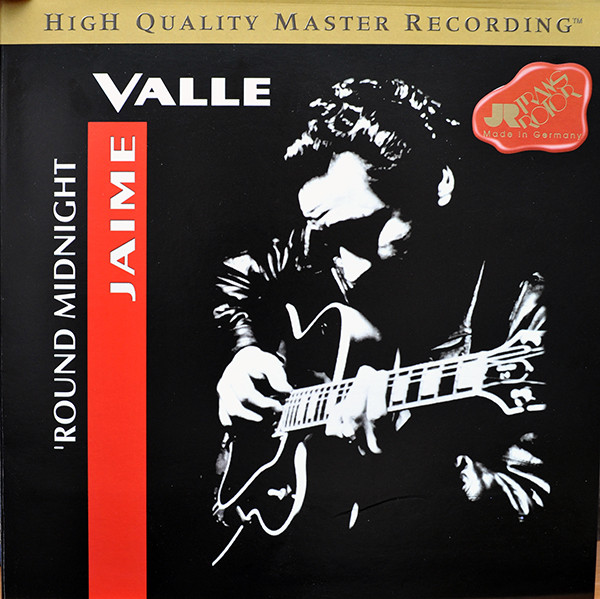 HIGH QUALITY MASTER RECORDING™
VALLE
JAIME
'ROUND MIDNIGHT
JR TRANS
ROTOR
Made in Germany